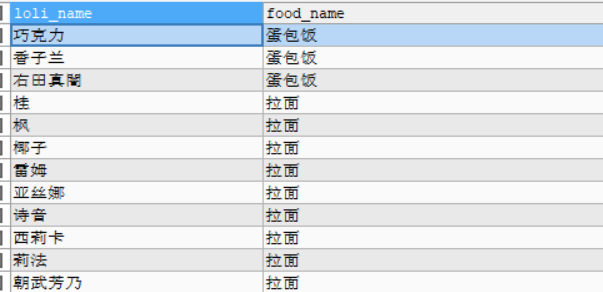 loli_name food_name
巧克力 蛋包饭
香子兰 蛋包饭
右田真闇 蛋包饭
桂 拉面
枫 拉面
椰子 拉面
雷姆 拉面
亚丝娜 拉面
诗音 拉面
西莉卡 拉面
莉法 拉面
朝武芳乃 拉面